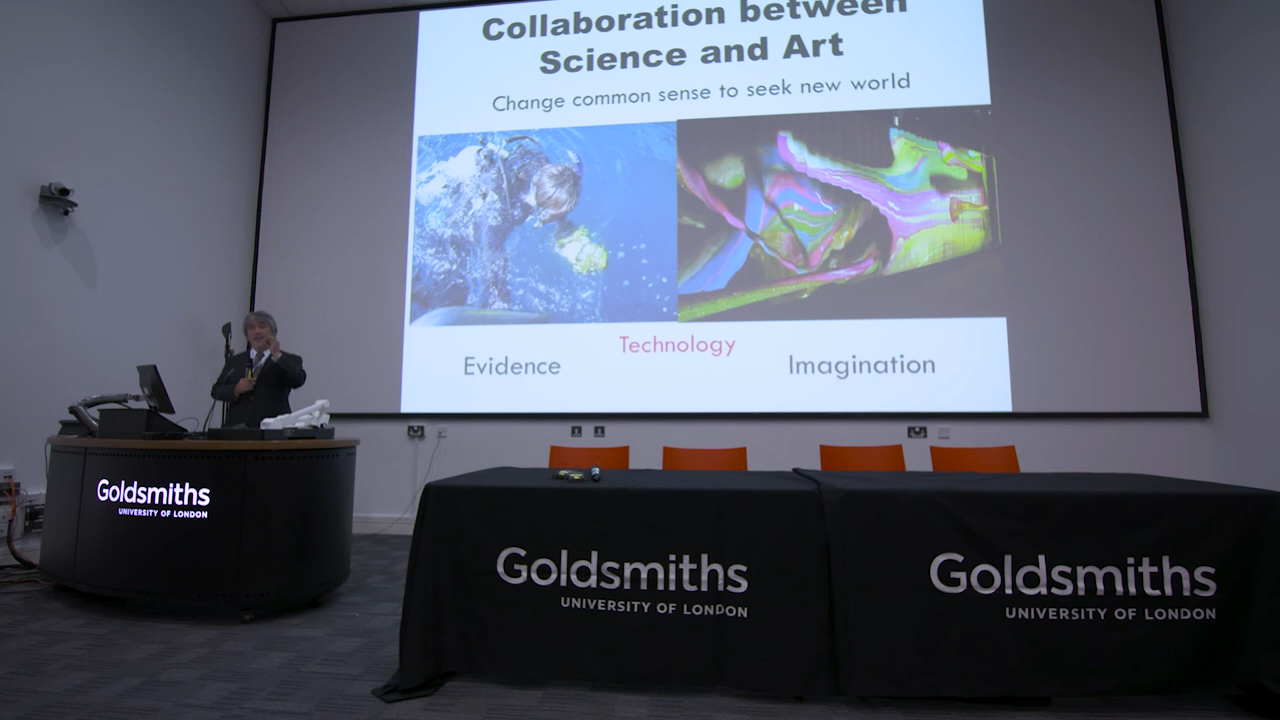 Collaboration between
Science and Art
Change common sense to seek new world
Technology
Evidence
Imagination
Goldsmiths
UNIVERSITY OF LONDON
Goldsmiths
UNIVERSITY OF LONDON
Goldsmiths
UNIVERSITY OF LONDON